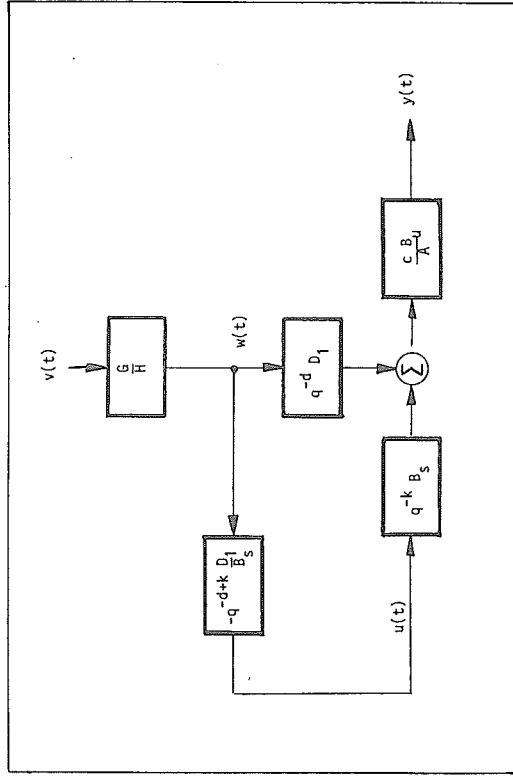 v(t)
G
H
w(t)
-q^{-d+k} D_1
B_s
q^{-d} D_1
u(t)
q^{-k} B_s
Σ
c B_u
A
y(t)